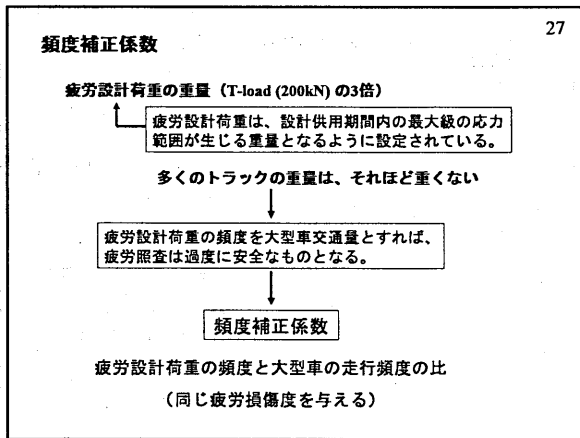 27
頻度補正係数
疲労設計荷重の重量（T-load (200kN) の3倍）
疲労設計荷重は、設計供用期間内の最大級の応力
範囲が生じる重量となるように設定されている。
多くのトラックの重量は、それほど重くない
疲労設計荷重の頻度を大型車交通量とすれば、
疲労照査は過度に安全なものとなる。
頻度補正係数
疲労設計荷重の頻度と大型車の走行頻度の比
（同じ疲労損傷度を与える）